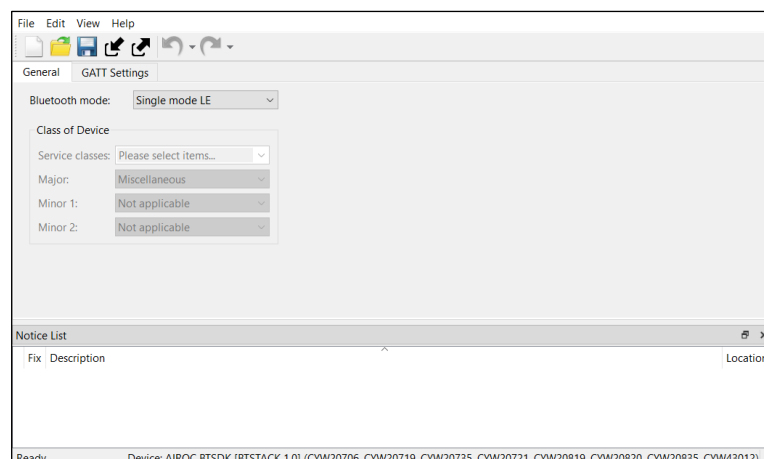 File Edit View Help
General GATT Settings
Bluetooth mode: Single mode LE
Class of Device
Service classes: Please select items...
Major: Miscellaneous
Minor 1: Not applicable
Minor 2: Not applicable
Notice List
Fix Description Location
Ready Device: AIROC BTSDK [BTSTACK 1.0] (CYW20706, CYW20719, CYW20735, CYW20721, CYW20819, CYW20820, CYW20835, CYW43012)